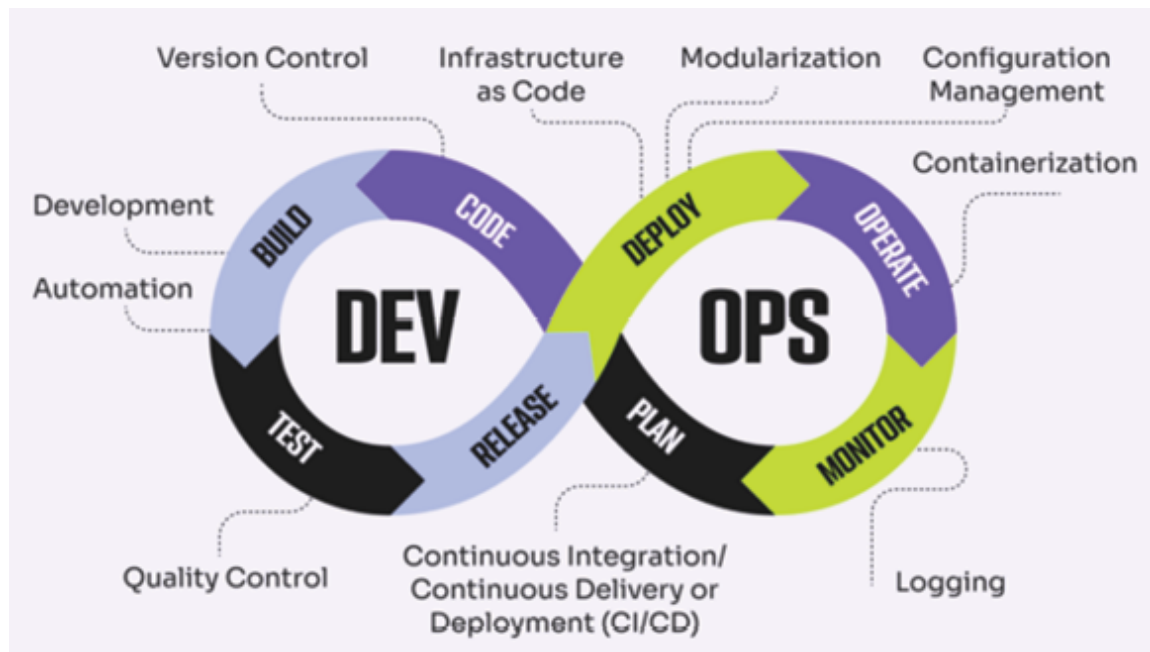 Version Control
Infrastructure
as Code
Modularization
Configuration
Management
Containerization
Development
Automation
BUILD
CODE
DEPLOY
OPERATE
DEV
OPS
TEST
RELEASE
PLAN
MONITOR
Quality Control
Continuous Integration/
Continuous Delivery or
Deployment (CI/CD)
Logging